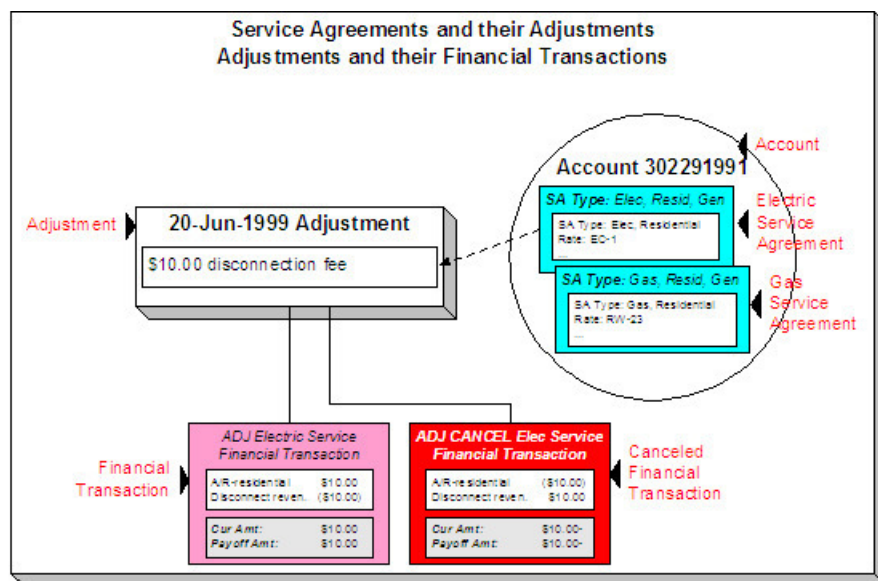 Service Agreements and their Adjustments
Adjustments and their Financial Transactions
Account
Account 302291991
Adjustment
20-Jun-1999 Adjustment
$10.00 disconnection fee
SA Type: Elec, Resid, Gen
SA Type: Elec, Residential
Rate: EC-1
...
Electric
Service
Agreement
SA Type: Gas, Resid, Gen
SA Type: Gas, Residential
Rate: RW-23
...
Gas
Service
Agreement
Financial
Transaction
ADJ Electric Service
Financial Transaction
A/R-residential $10.00
Disconnect reven. ($10.00)
Cur Amt: $10.00
Payoff Amt: $10.00
ADJ CANCEL Elec Service
Financial Transaction
A/R-residential ($10.00)
Disconnect reven. $10.00
Cur Amt: $10.00-
Payoff Amt: $10.00-
Canceled
Financial
Transaction